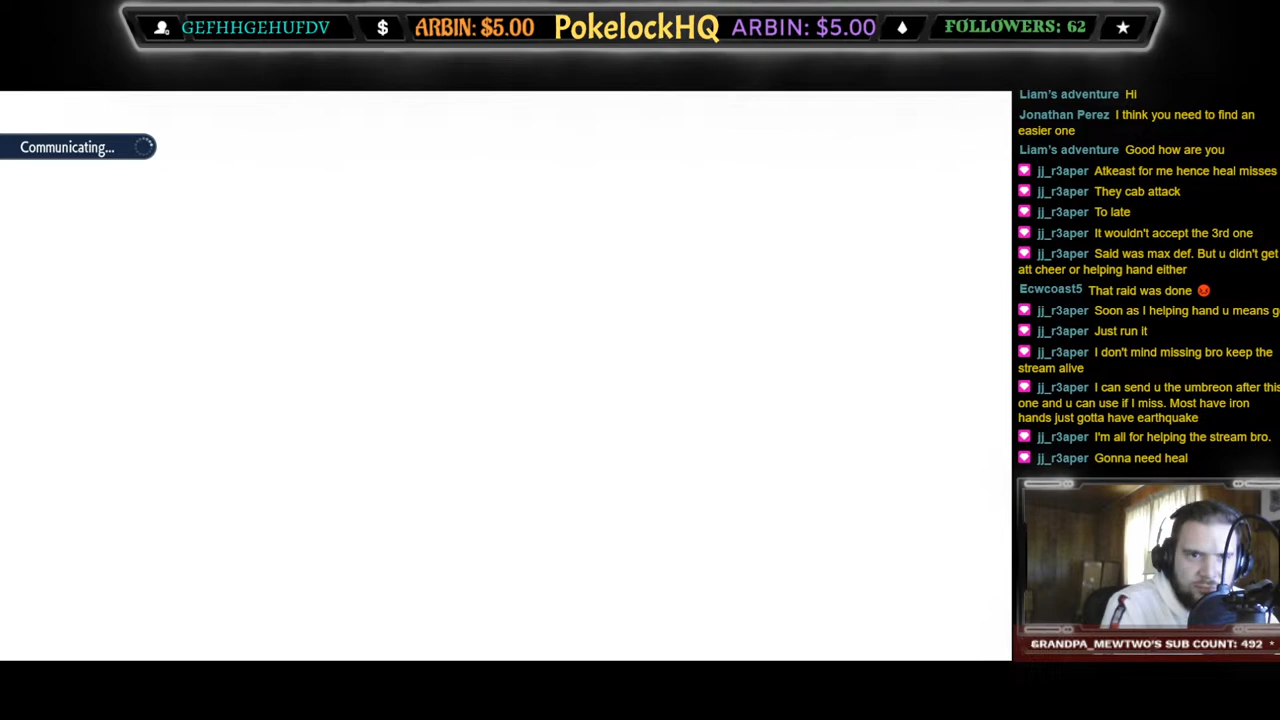 GEFHHGEHUFDV $ ARBIN: $5.00 PokelockHQ ARBIN: $5.00 FOLLOWERS: 62
Communicating...
Liam's adventure Hi
Jonathan Perez I think you need to find an
easier one
Liam's adventure Good how are you
jj_r3aper Atkeast for me hence heal misses
jj_r3aper They cab attack
jj_r3aper To late
jj_r3aper It wouldn't accept the 3rd one
jj_r3aper Said was max def. But u didn't get
att cheer or helping hand either
Ecwcoast5 That raid was done 😡
jj_r3aper Soon as I helping hand u means
jj_r3aper Just run it
jj_r3aper I don't mind missing bro keep the
stream alive
jj_r3aper I can send u the umbreon after this
one and u can use if I miss. Most have iron
hands just gotta have earthquake
jj_r3aper I'm all for helping the stream bro.
jj_r3aper Gonna need heal
GRANDPA_MEWTWO'S SUB COUNT: 492 *